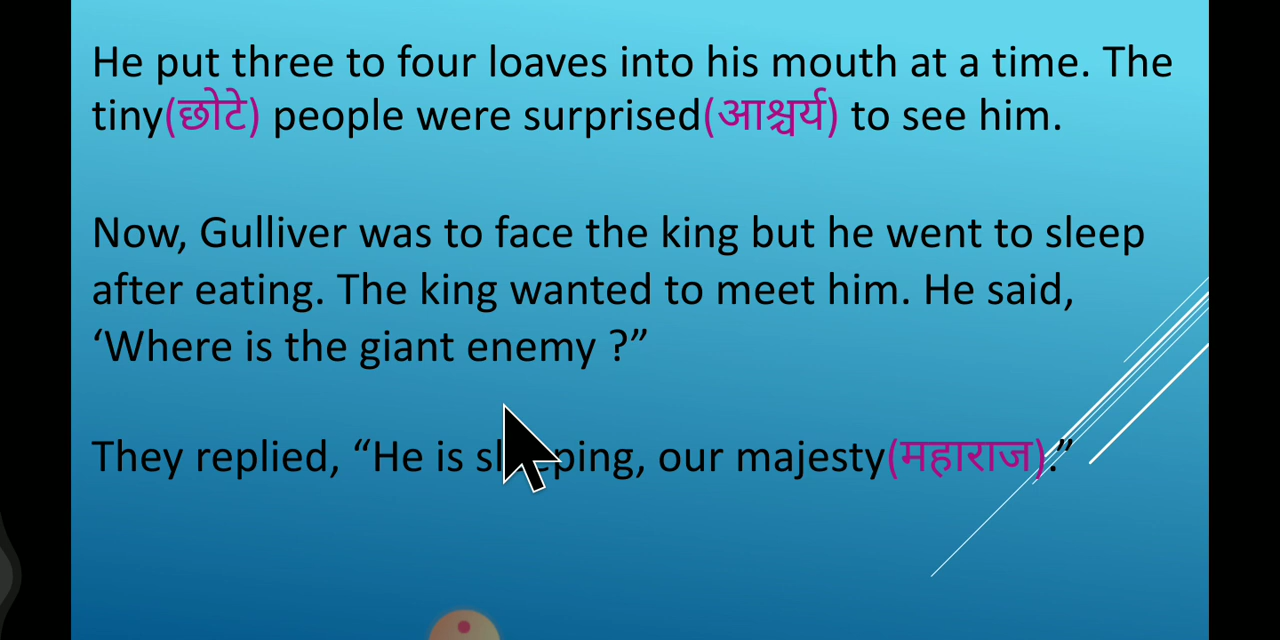 He put three to four loaves into his mouth at a time. The
tiny(छोटे) people were surprised(आश्चर्य) to see him.
Now, Gulliver was to face the king but he went to sleep
after eating. The king wanted to meet him. He said,
‘Where is the giant enemy ?”
They replied, “He is sleeping, our majesty(महाराज).”